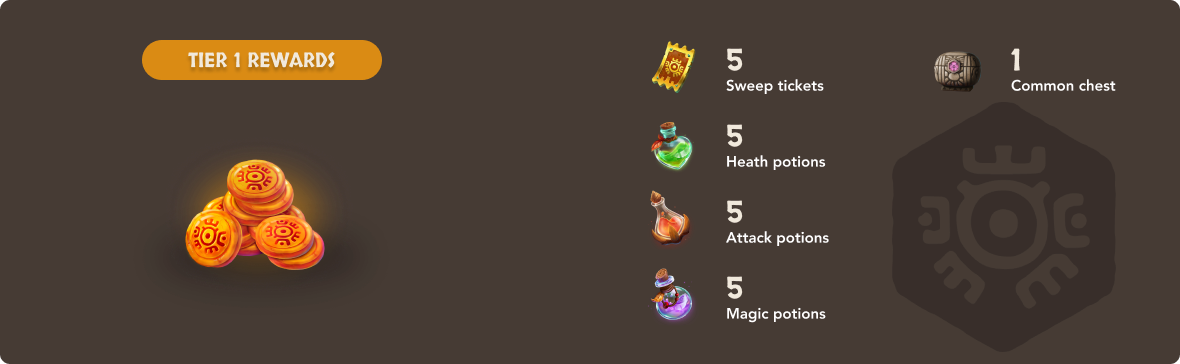 TIER 1 REWARDS
5
Sweep tickets
5
Heath potions
5
Attack potions
5
Magic potions
1
Common chest